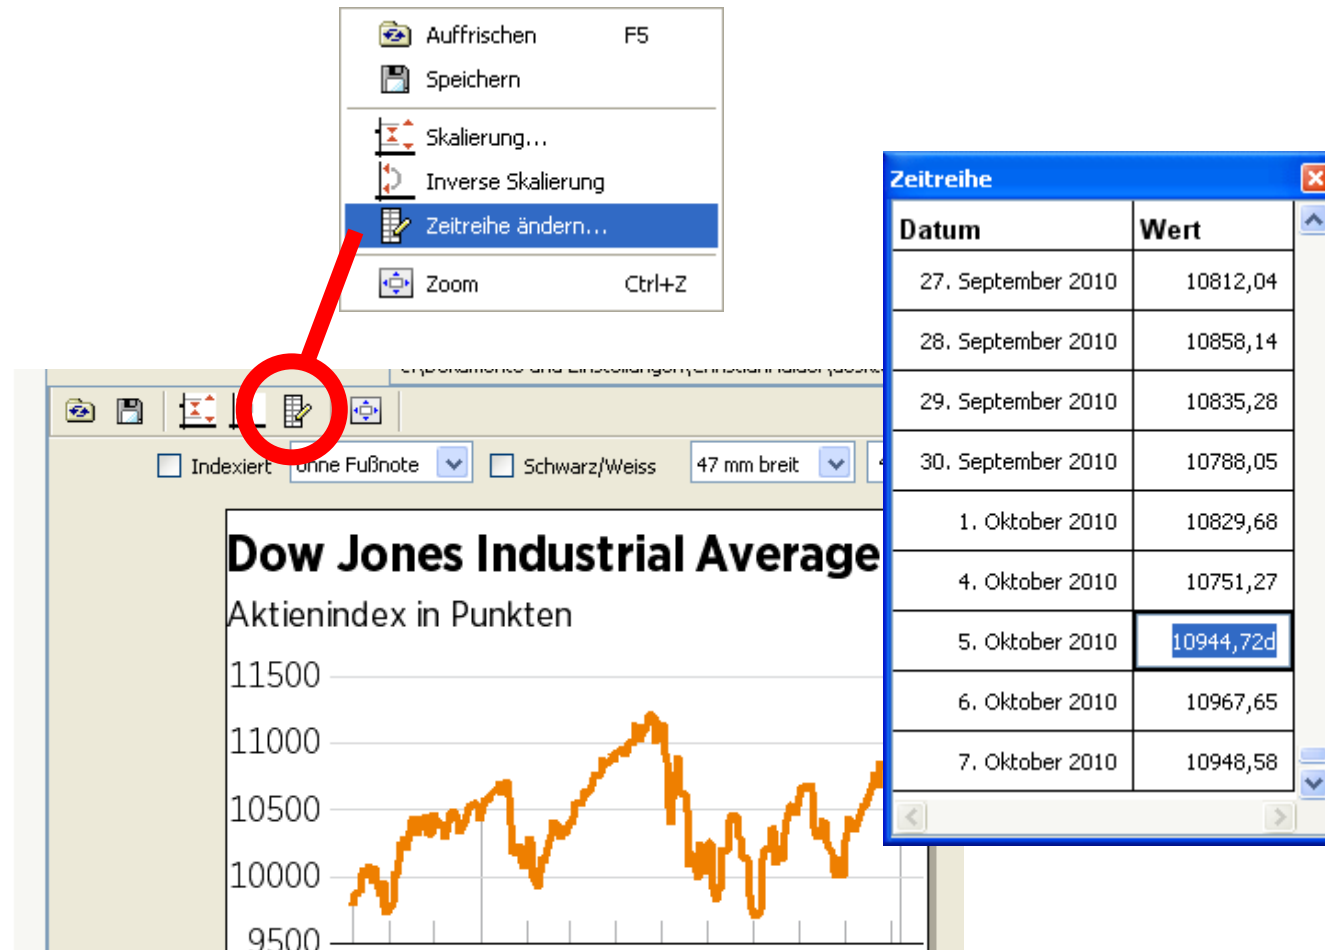 Auffrischen F5
Speichern
Skalierung...
Inverse Skalierung
Zeitreihe ändern...
Zoom Ctrl+Z
Zeitreihe
Datum Wert
27. September 2010 10812,04
28. September 2010 10858,14
29. September 2010 10835,28
30. September 2010 10788,05
1. Oktober 2010 10829,68
4. Oktober 2010 10751,27
5. Oktober 2010 10944,72d
6. Oktober 2010 10967,65
7. Oktober 2010 10948,58
Indexiert ohne Fußnote Schwarz/Weiss 47 mm breit
Dow Jones Industrial Average
Aktienindex in Punkten
11500
11000
10500
10000
9500